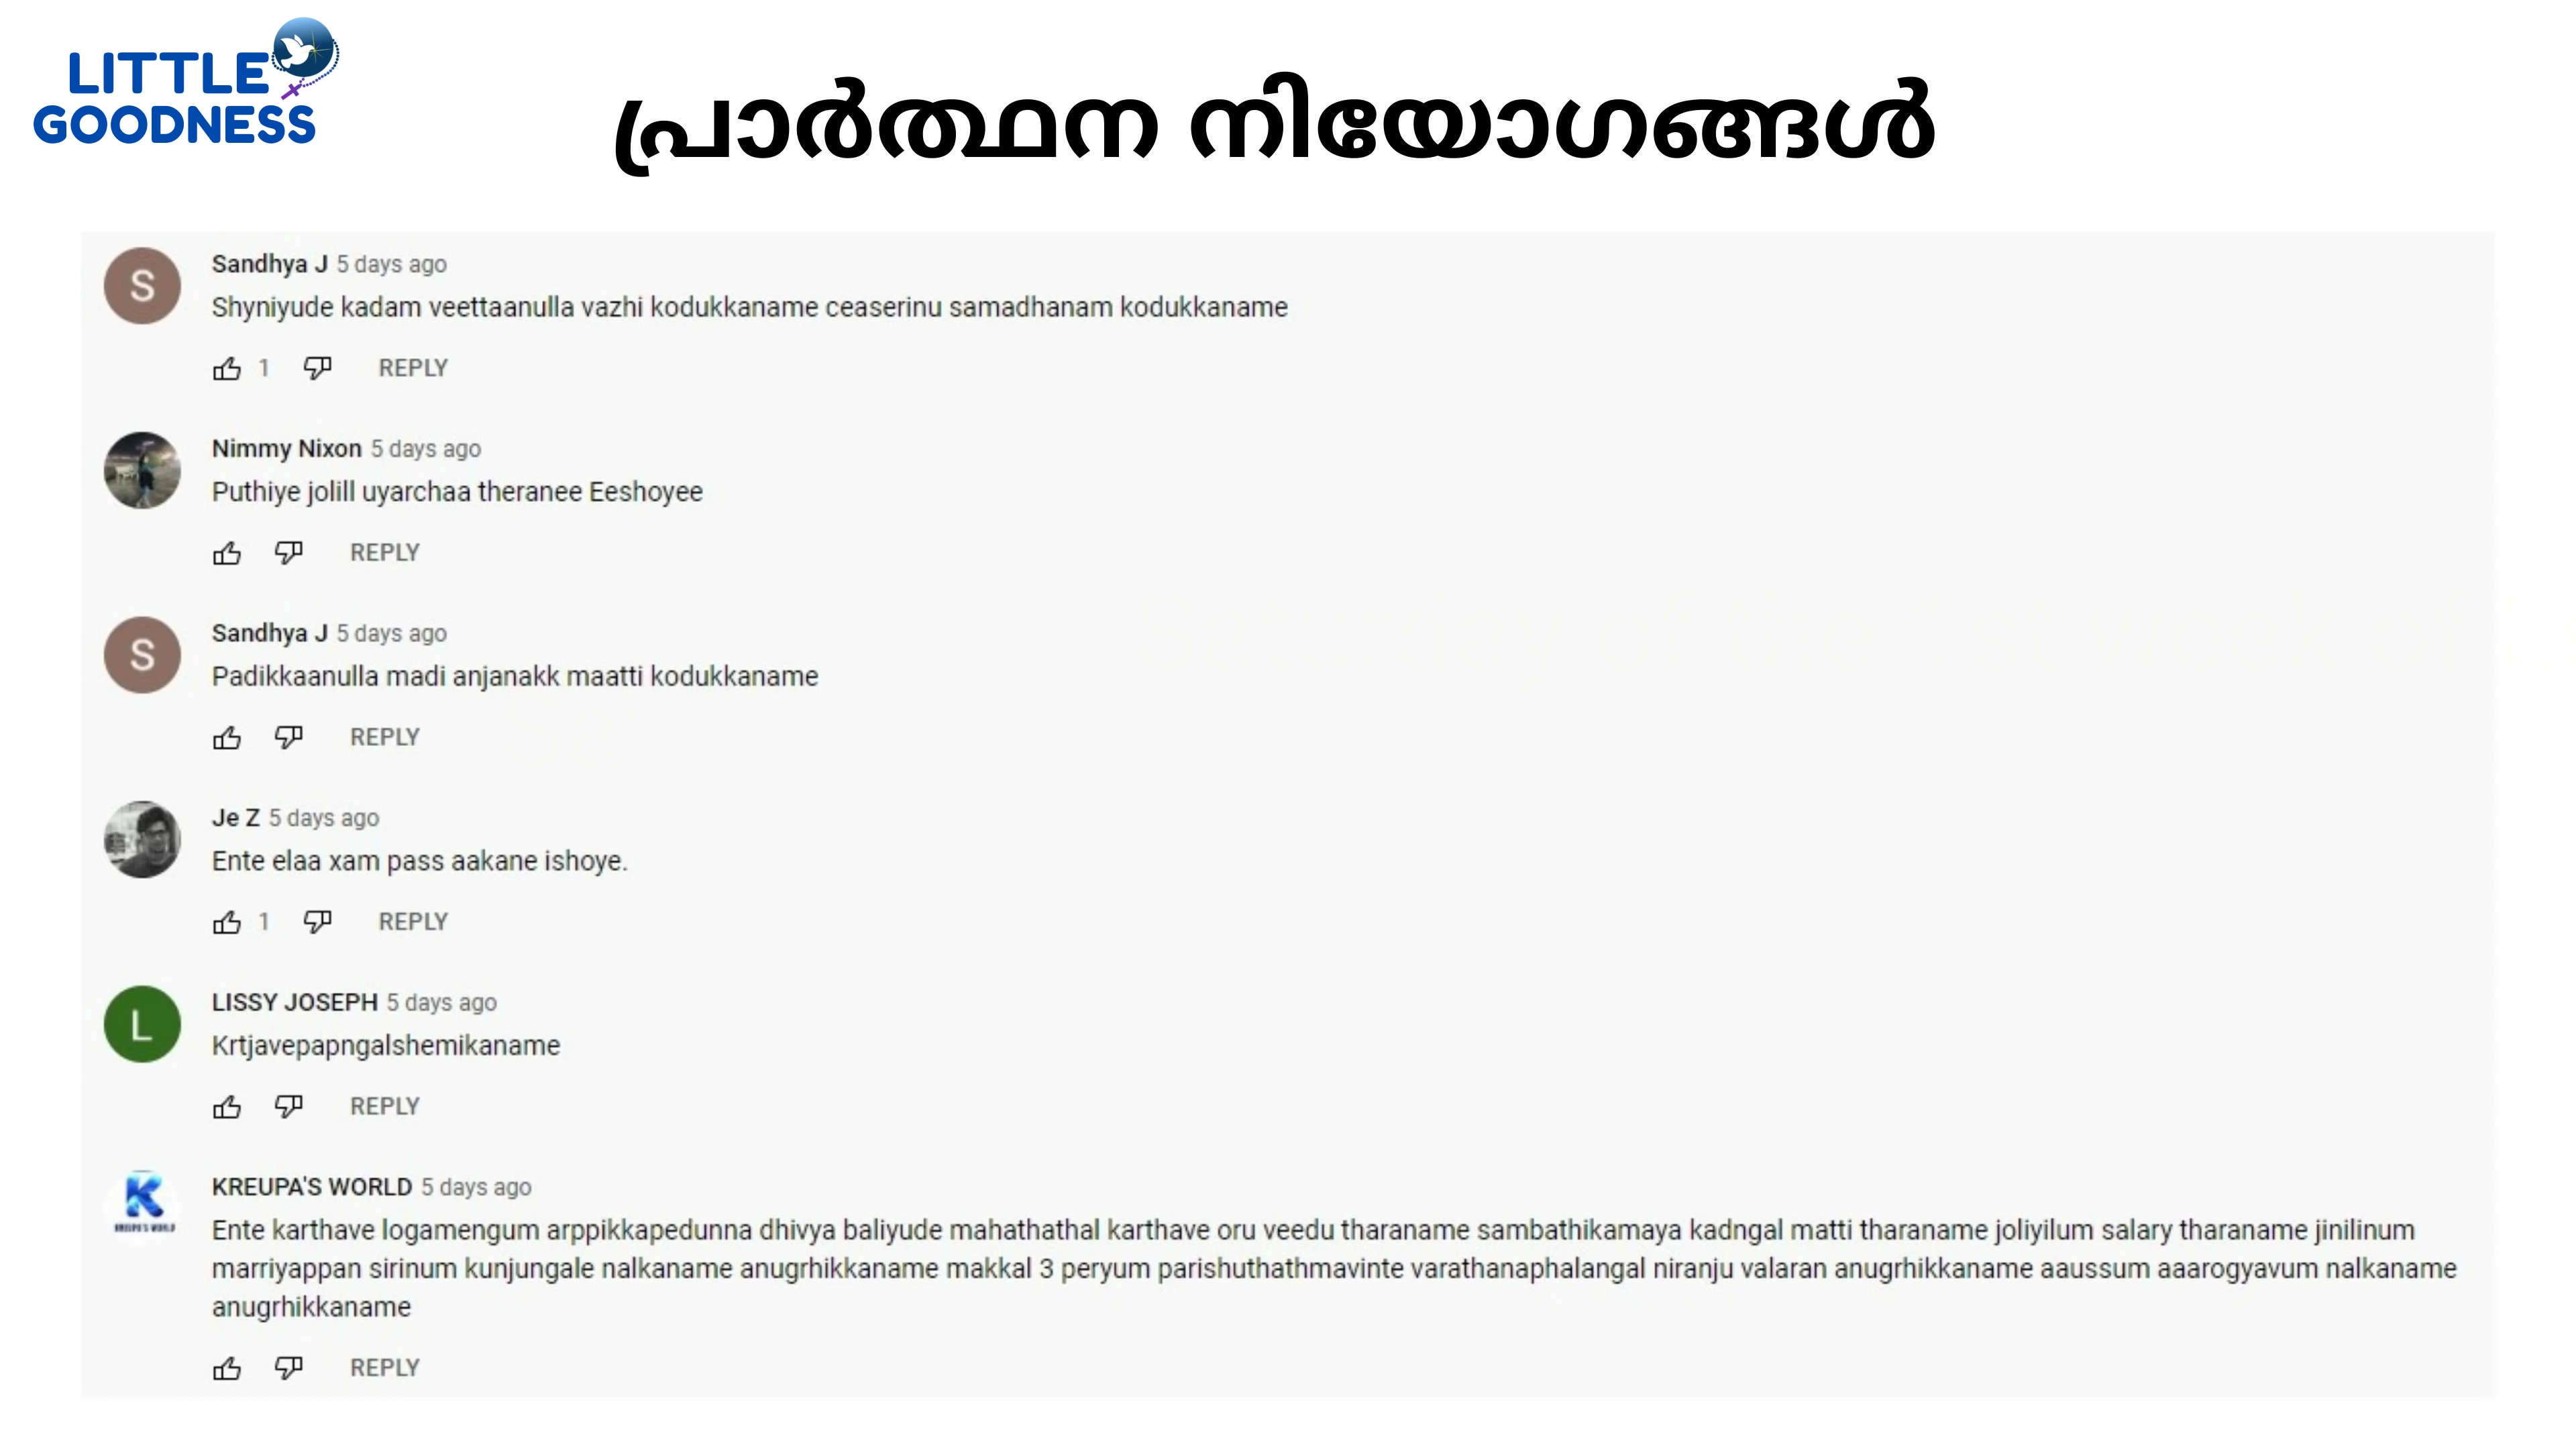 LITTLE
GOODNESS
പ്രാർത്ഥന നിയോഗങ്ങൾ
S
Sandhya J 5 days ago
Shyniyude kadam veettaanulla vazhi kodukkaname ceaserinu samadhanam kodukkaname
1 REPLY
Nimmy Nixon 5 days ago
Puthiye jolill uyarchaa theranee Eeshoyee
REPLY
S
Sandhya J 5 days ago
Padikkaanulla madi anjanakk maatti kodukkaname
REPLY
Je Z 5 days ago
Ente elaa xam pass aakane ishoye.
1 REPLY
L
LISSY JOSEPH 5 days ago
Krtjavepapngalshemikaname
REPLY
K
KREUPA'S WORLD
KREUPA'S WORLD 5 days ago
Ente karthave logamengum arppikkapedunna dhivya baliyude mahathathal karthave oru veedu tharaname sambathikamaya kadngal matti tharaname joliyilum salary tharaname jinilinum
marriyappan sirinum kunjungale nalkaname anugrhikkaname makkal 3 peryum parishuthathmavinte varathanaphalangal niranju valaran anugrhikkaname aaussum aaarogyavum nalkaname
anugrhikkaname
REPLY